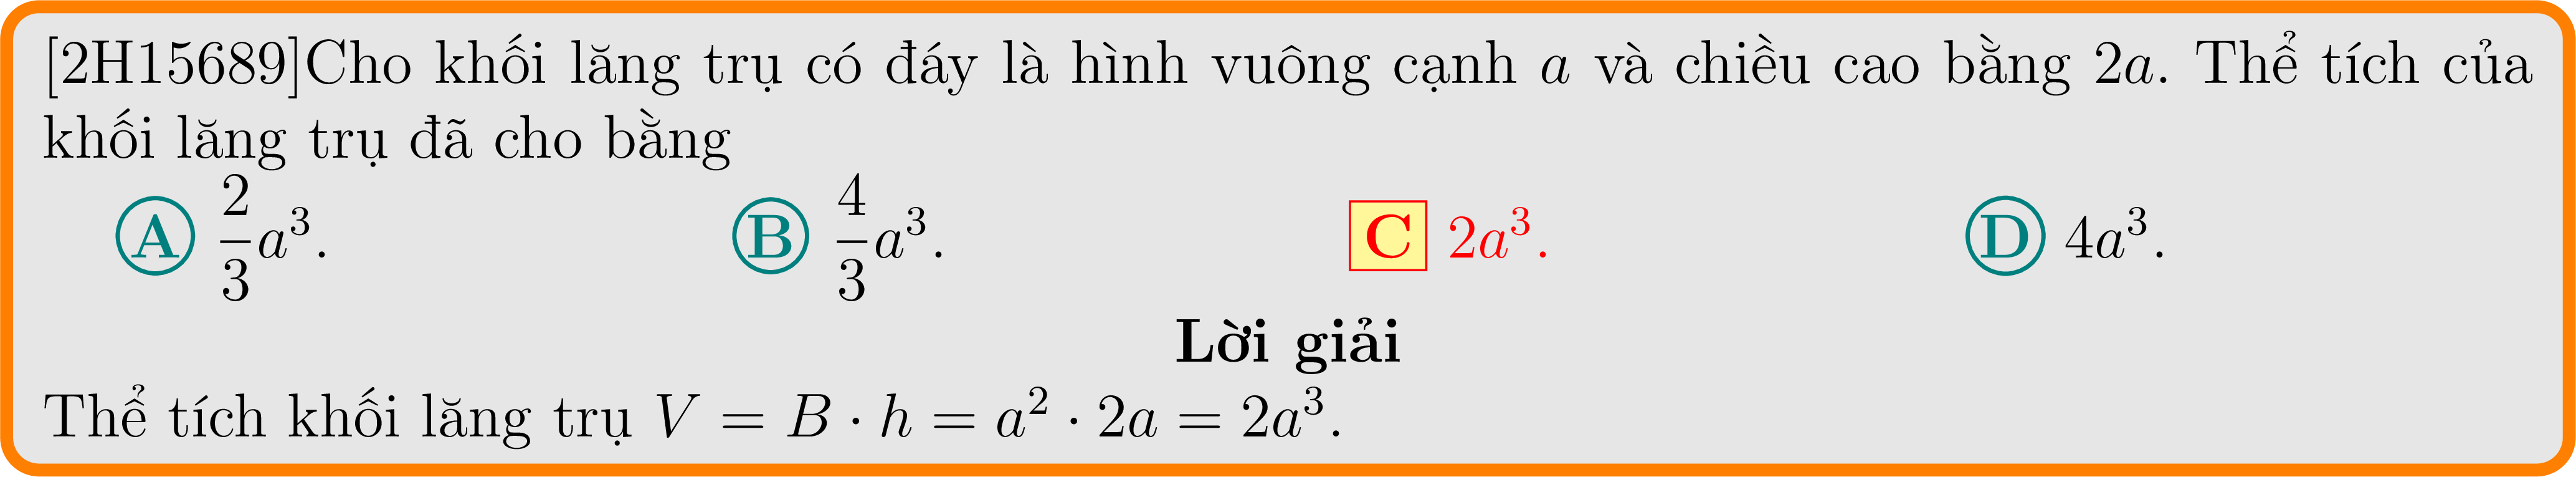 [2H15689]Cho khối lăng trụ có đáy là hình vuông cạnh a và chiều cao bằng 2a. Thể tích của
khối lăng trụ đã cho bằng
A \frac{2}{3}a^3. B \frac{4}{3}a^3. C 2a^3. D 4a^3.
Lời giải
Thể tích khối lăng trụ V = B · h = a^2 · 2a = 2a^3.